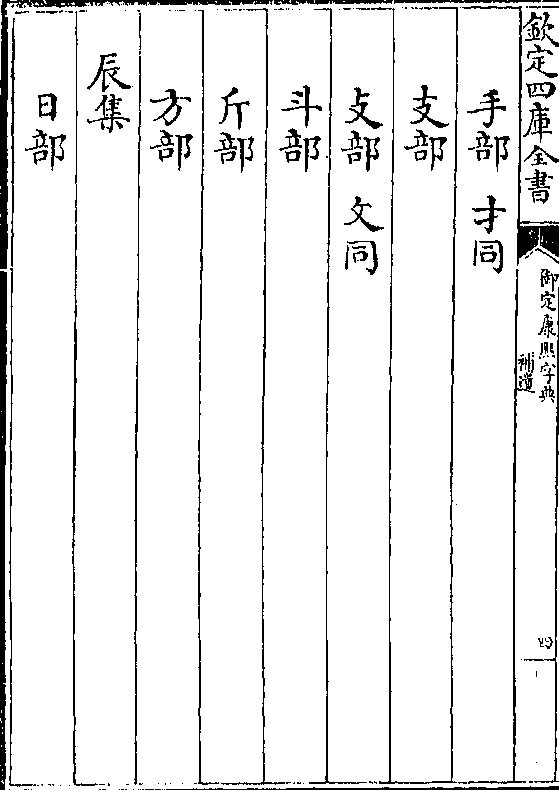 欽定四庫全書
御定康熙字典
補遺
四
手部 才同
支部
攴部 攵同
斗部
斤部
方部
辰集
日部